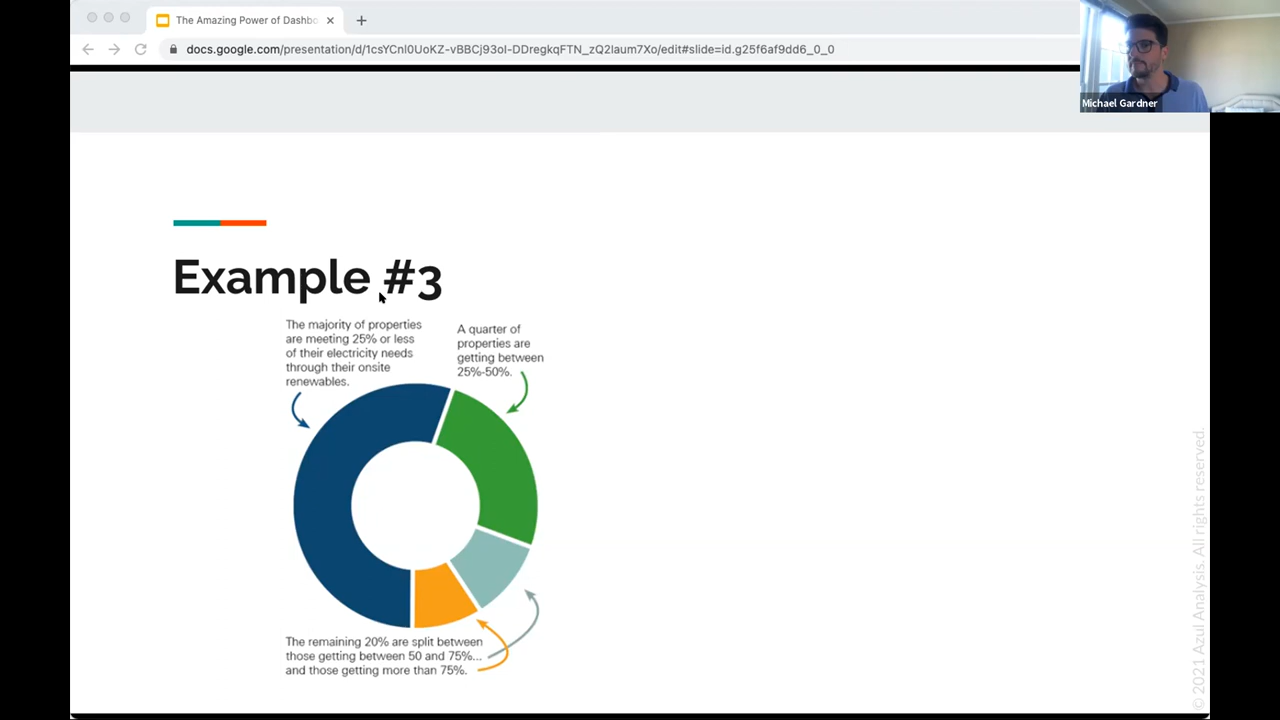 The Amazing Power of Dashbo
docs.google.com/presentation/d/1csYCnl0UoKZ-vBBCj93oI-DDregkqFTN_zQ2laum7Xo/edit#slide=id.g25f6af9dd6_0_0
Michael Gardner
Example #3
The majority of properties
are meeting 25% or less
of their electricity needs
through their onsite
renewables.
A quarter of
properties are
getting between
25%-50%.
The remaining 20% are split between
those getting between 50 and 75%...
and those getting more than 75%.
© 2021 Azul Analysis. All rights reserved.